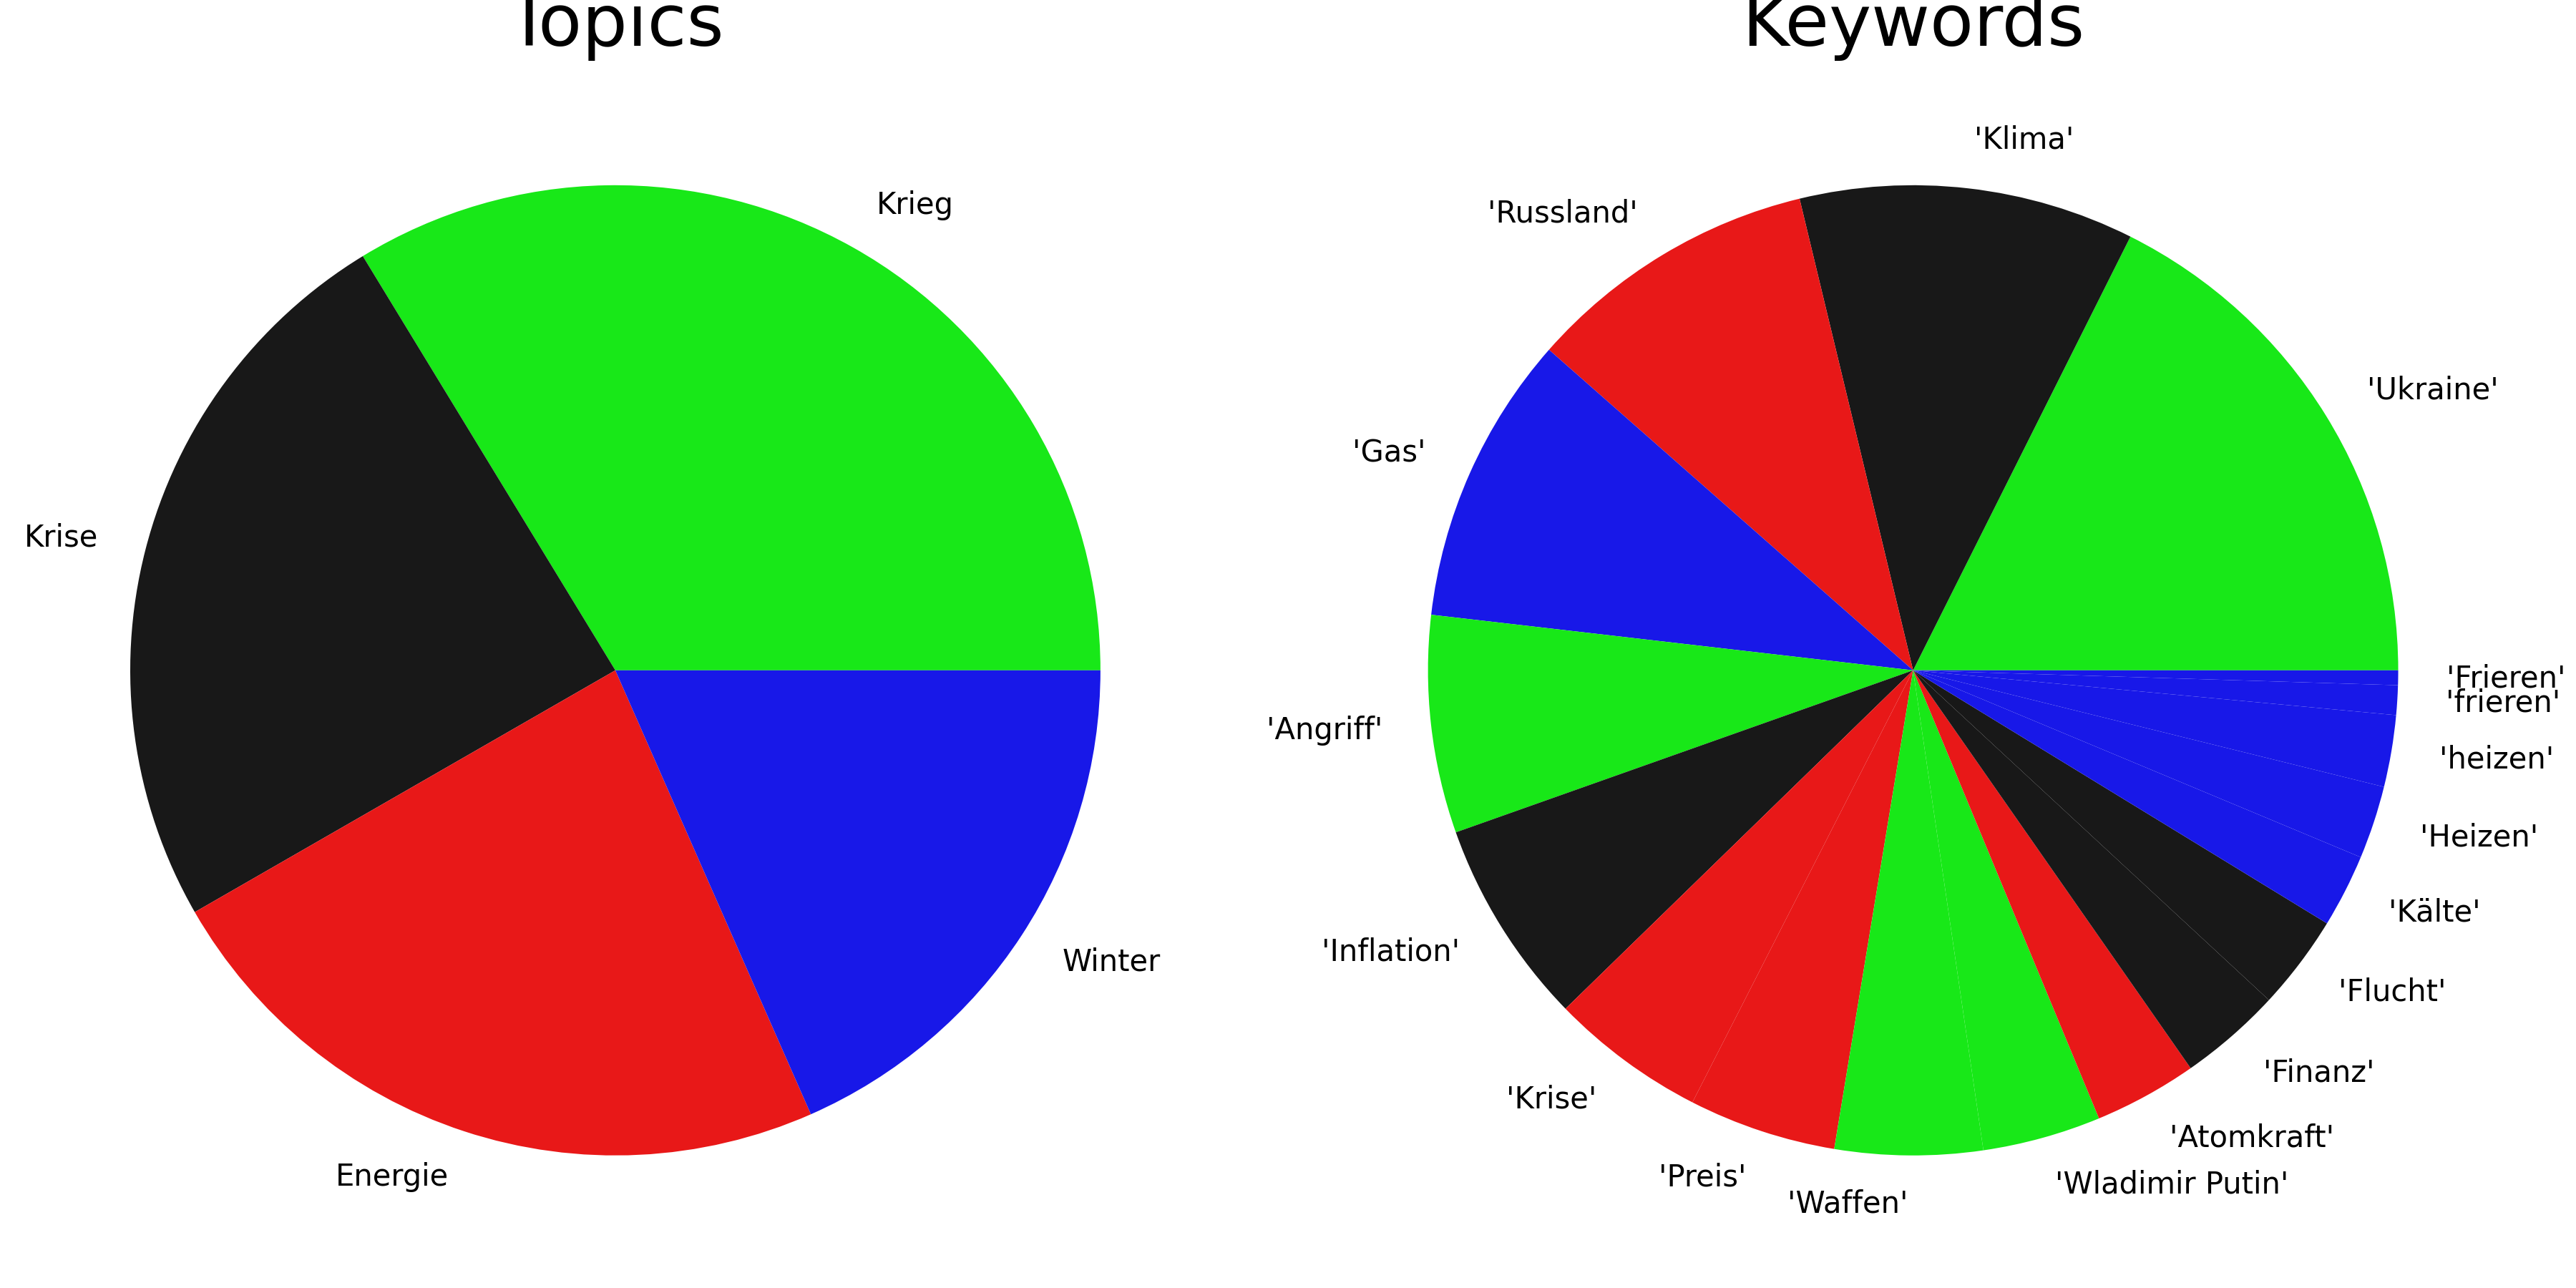 Topics
Krieg
Krise
Energie
Winter
Keywords
'Klima'
'Russland'
'Ukraine'
'Gas'
'Angriff'
'Inflation'
'Krise'
'Preis'
'Waffen'
'Wladimir Putin'
'Atomkraft'
'Finanz'
'Flucht'
'Kälte'
'Heizen'
'heizen'
'frieren'
'Frieren'